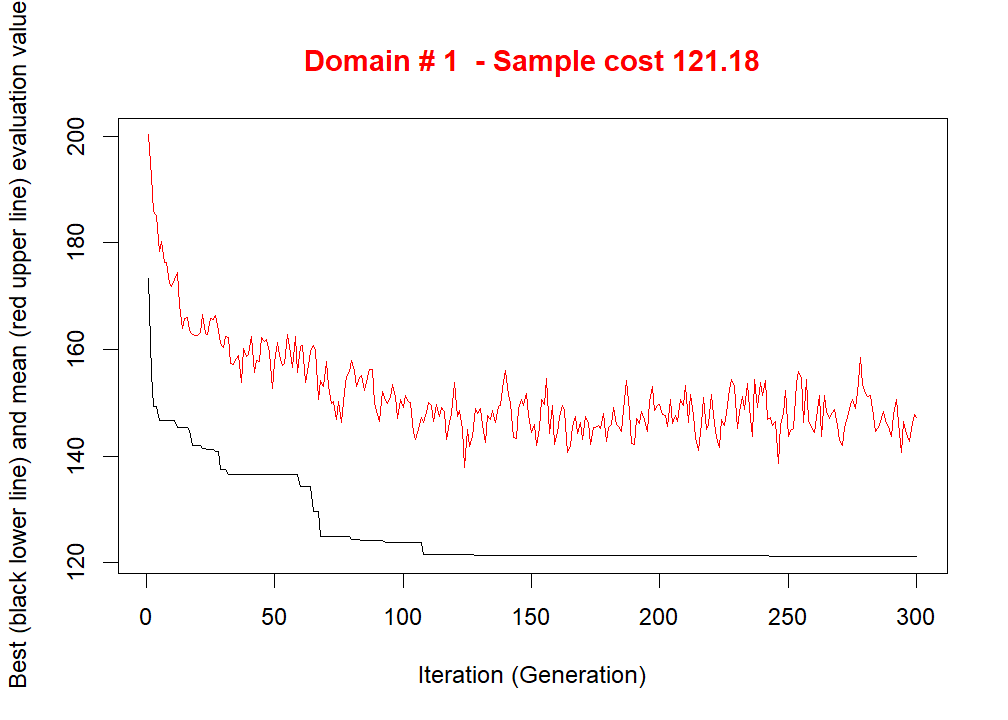 Domain # 1  - Sample cost 121.18
Best (black lower line) and mean (red upper line) evaluation value
200
180
160
140
120
0 50 100 150 200 250 300
Iteration (Generation)